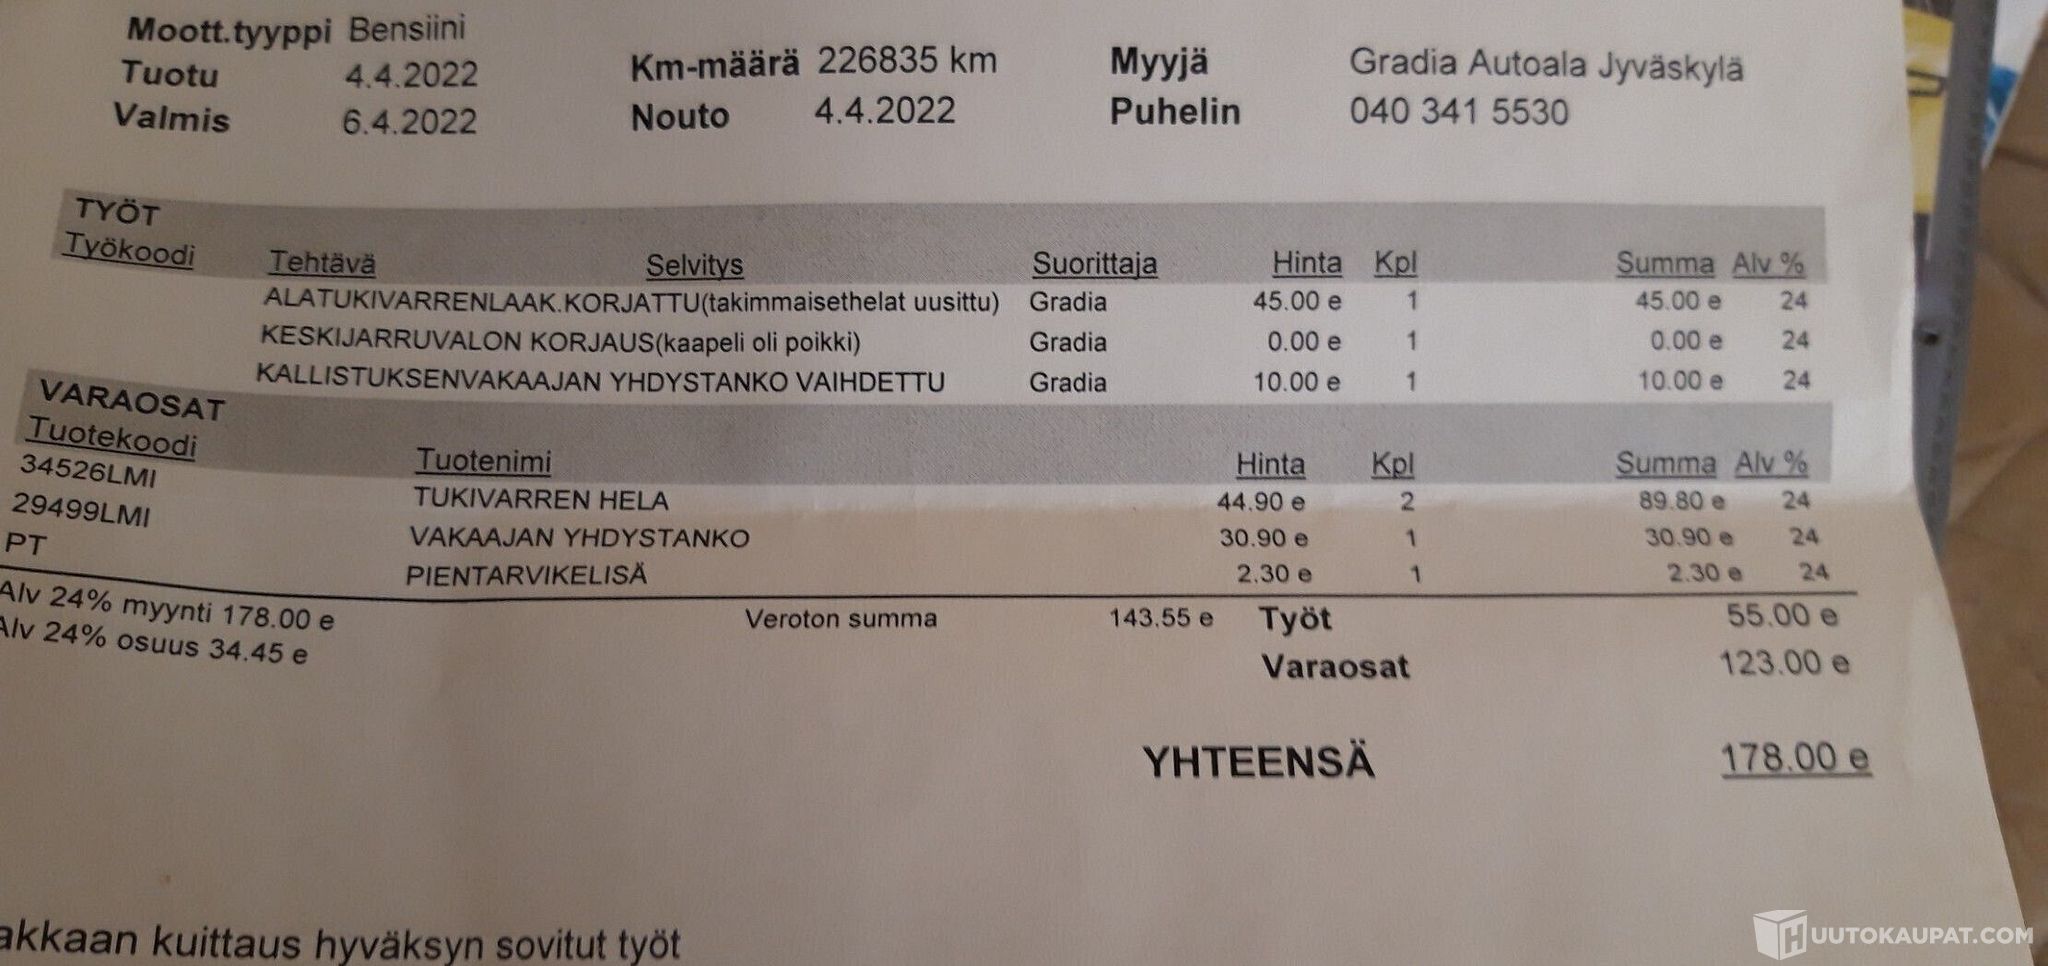 Moott.tyyppi Bensiini
Tuotu 4.4.2022 Km-määrä 226835 km Myyjä Gradia Autoala Jyväskylä
Valmis 6.4.2022 Nouto 4.4.2022 Puhelin 040 341 5530
TYÖT
Työkoodi Tehtävä Selvitys Suorittaja Hinta Kpl Summa Alv %
ALATUKIVARRENLAAK.KORJATTU(takimmaisethelat uusittu) Gradia 45.00 e 1 45.00 e 24
KESKIJARRUVALON KORJAUS(kaapeli oli poikki) Gradia 0.00 e 1 0.00 e 24
KALLISTUKSENVAKAAJAN YHDYSTANKO VAIHDETTU Gradia 10.00 e 1 10.00 e 24
VARAOSAT
Tuotekoodi Tuotenimi Hinta Kpl Summa Alv %
34526LMI TUKIVARREN HELA 44.90 e 2 89.80 e 24
29499LMI VAKAAJAN YHDYSTANKO 30.90 e 1 30.90 e 24
PT PIENTARVIKELISÄ 2.30 e 1 2.30 e 24
Alv 24% myynti 178.00 e Veroton summa 143.55 e Työt 55.00 e
Alv 24% osuus 34.45 e Varaosat 123.00 e
YHTEENSÄ 178.00 e
akkaan kuittaus hyväksyn sovitut työt
HUUTOKAUPAT.COM